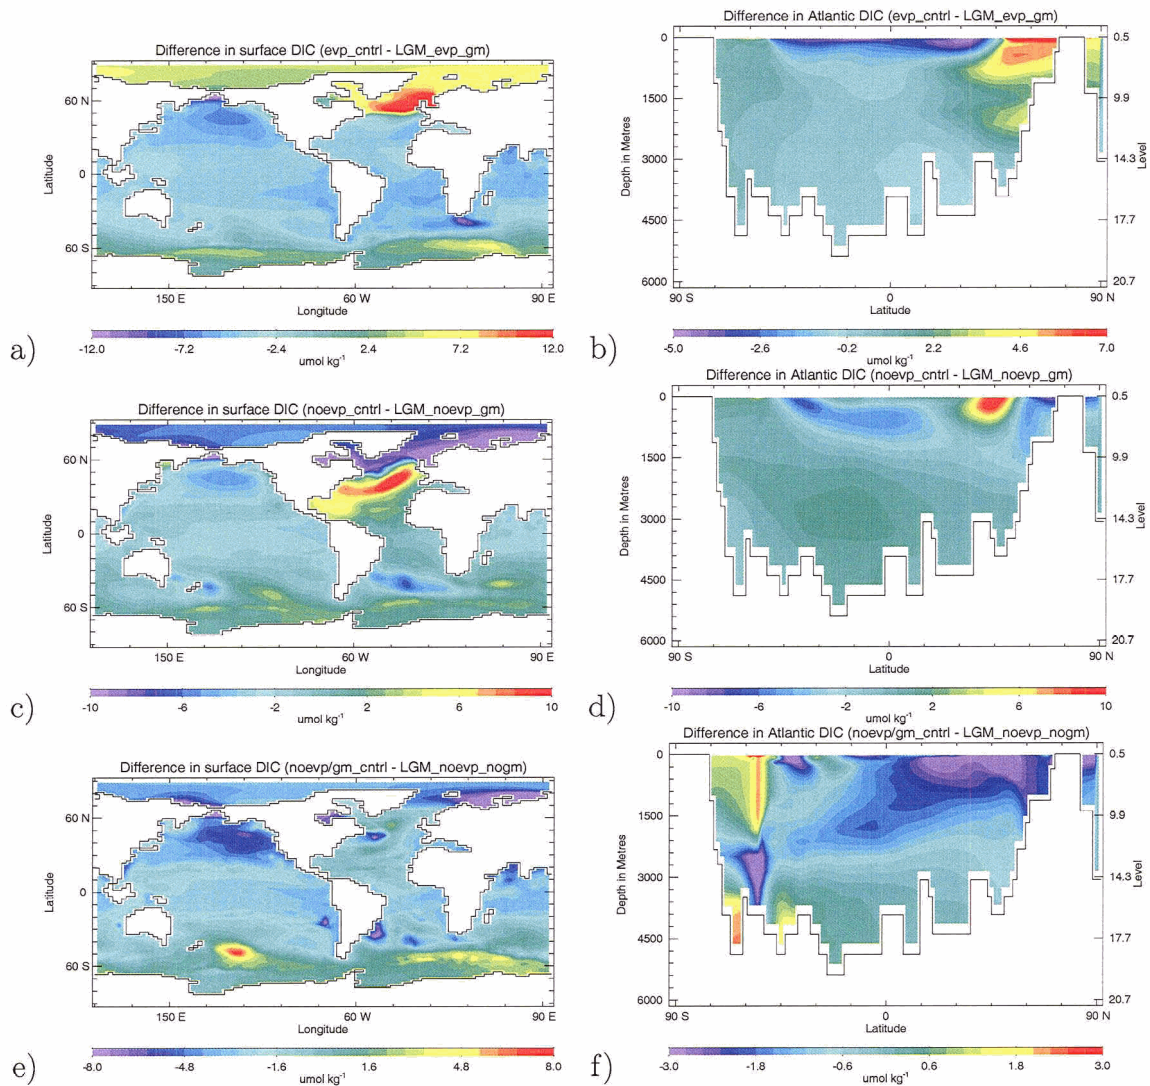 Difference in surface DIC (evp_cntrl - LGM_evp_gm)
60 N
0
60 S
Latitude
150 E
60 W
90 E
Longitude
a)
-12.0
-7.2
-2.4
2.4
7.2
12.0
umol kg-1
Difference in Atlantic DIC (evp_cntrl - LGM_evp_gm)
0
1500
3000
4500
6000
Depth in Metres
0.5
9.9
14.3
17.7
20.7
Level
90 S
0
90 N
Latitude
b)
-5.0
-2.6
-0.2
2.2
4.6
7.0
umol kg-1
Difference in surface DIC (noevp_cntrl - LGM_noevp_gm)
60 N
0
60 S
Latitude
150 E
60 W
90 E
Longitude
c)
-10
-6
-2
2
6
10
umol kg-1
Difference in Atlantic DIC (noevp_cntrl - LGM_noevp_gm)
0
1500
3000
4500
6000
Depth in Metres
0.5
9.9
14.3
17.7
20.7
Level
90 S
0
90 N
Latitude
d)
-10
-6
-2
2
6
10
umol kg-1
Difference in surface DIC (noevp/gm_cntrl - LGM_noevp_nogm)
60 N
0
60 S
Latitude
150 E
60 W
90 E
Longitude
e)
-8.0
-4.8
-1.6
1.6
4.8
8.0
umol kg-1
Difference in Atlantic DIC (noevp/gm_cntrl - LGM_noevp_nogm)
0
1500
3000
4500
6000
Depth in Metres
0.5
9.9
14.3
17.7
20.7
Level
90 S
0
90 N
Latitude
f)
-3.0
-1.8
-0.6
0.6
1.8
3.0
umol kg-1